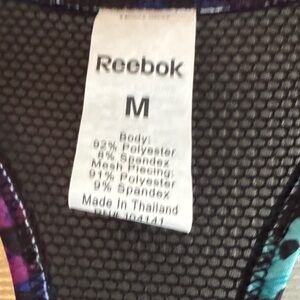 Reebok
M
Body:
92% Polyester
8% Spandex
Mesh Piecing:
91% Polyester
9% Spandex
Made In Thailand